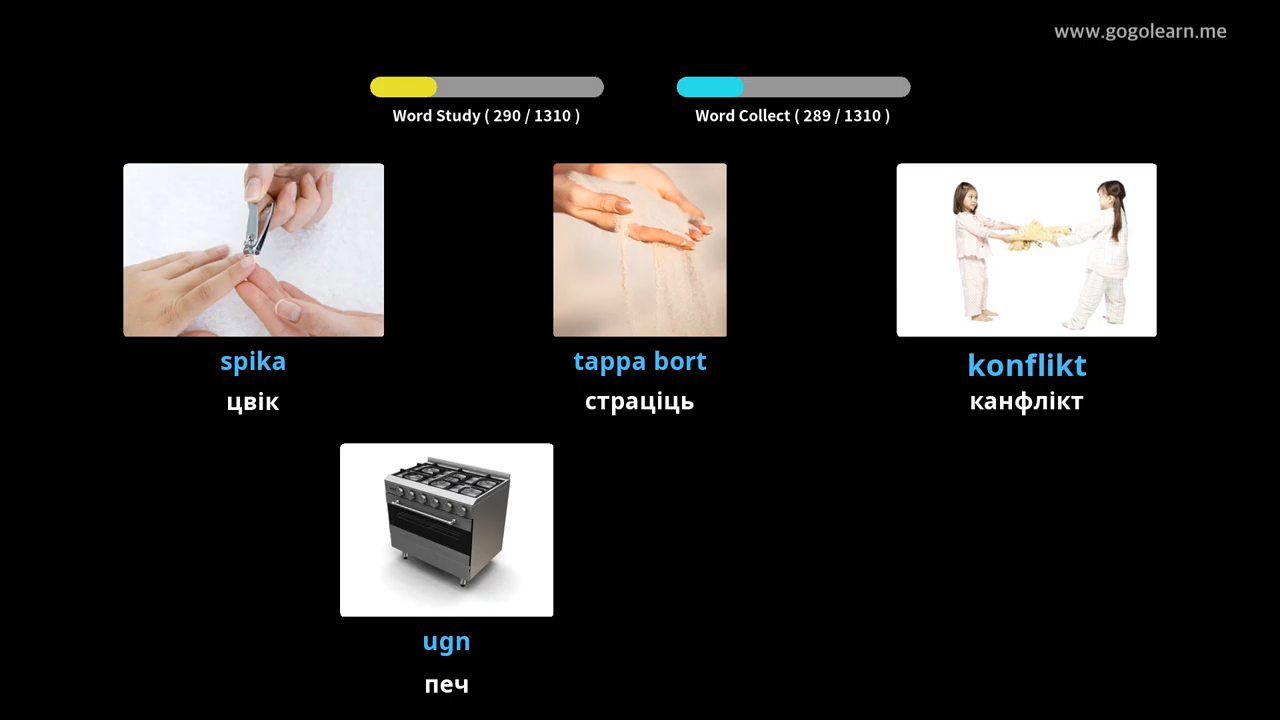 www.gogolearn.me
Word Study ( 290 / 1310 )
Word Collect ( 289 / 1310 )
spika
цвік
tappa bort
страціць
konflikt
канфлікт
ugn
печ